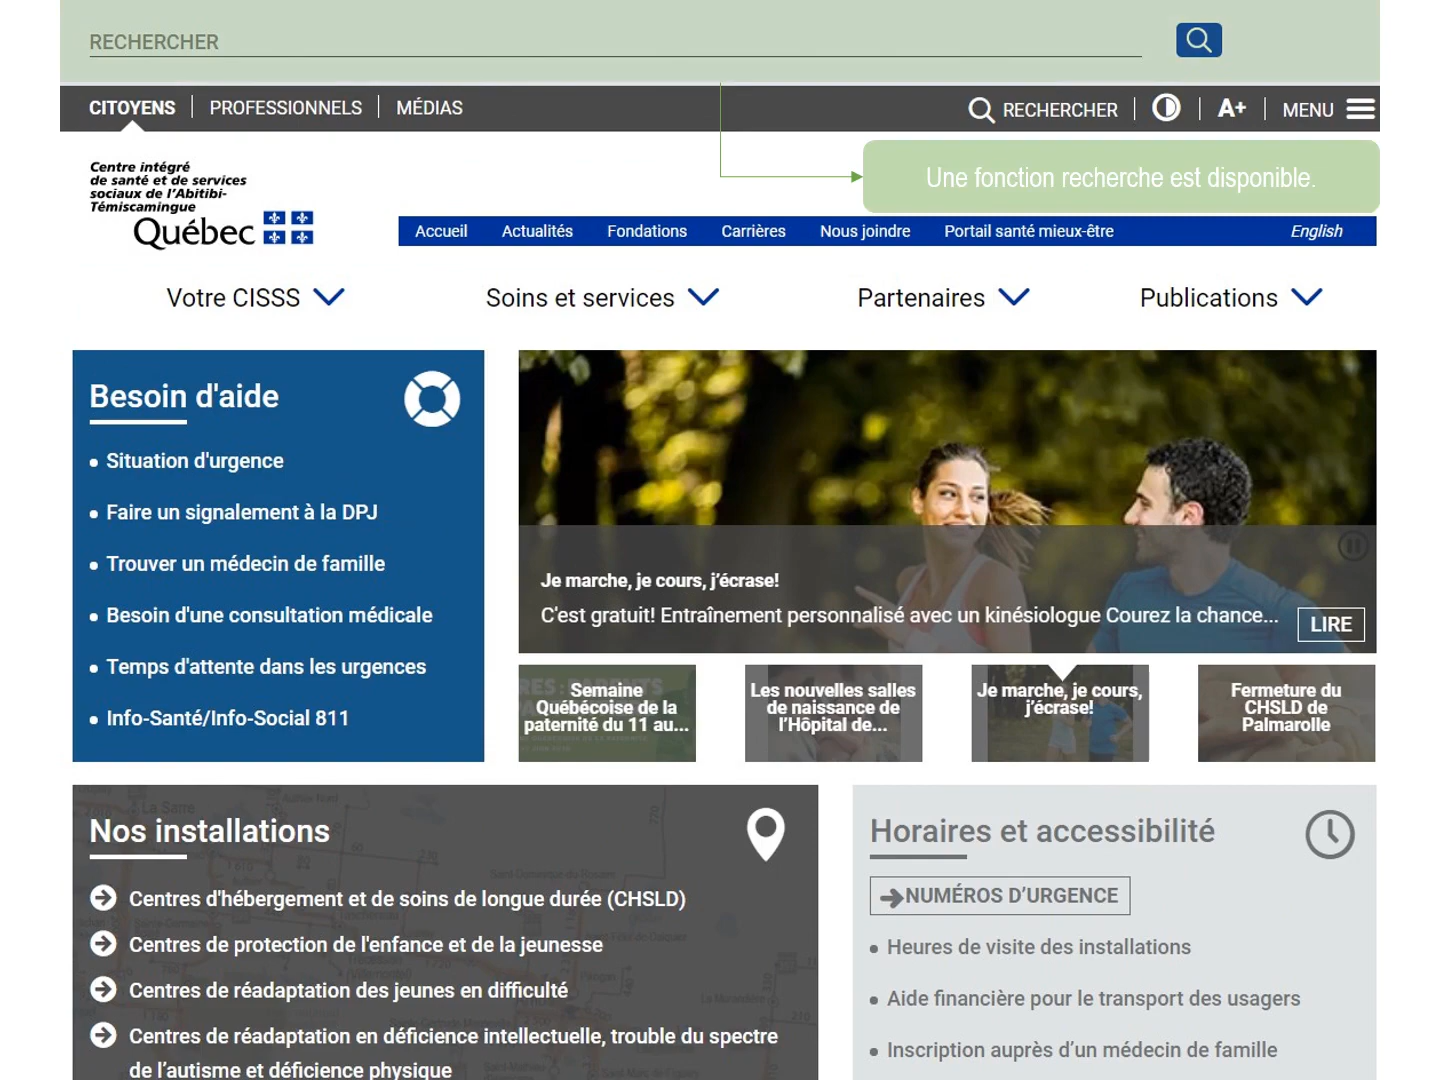 RECHERCHER
CITOYENS
PROFESSIONNELS
MÉDIAS
RECHERCHER
A+
MENU
Une fonction recherche est disponible.
Centre intégré
de santé et de services
sociaux de l'Abitibi-
Témiscamingue
Québec
Accueil
Actualités
Fondations
Carrières
Nous joindre
Portail santé mieux-être
English
Votre CISSS
Soins et services
Partenaires
Publications
Besoin d'aide
Situation d'urgence
Faire un signalement à la DPJ
Trouver un médecin de famille
Besoin d'une consultation médicale
Temps d'attente dans les urgences
Info-Santé/Info-Social 811
Je marche, je cours, j'écrase!
C'est gratuit! Entraînement personnalisé avec un kinésiologue Courez la chance...
LIRE
Semaine
Québécoise de la
paternité du 11 au...
Les nouvelles salles
de naissance de
l'Hôpital de...
Je marche, je cours,
j'écrase!
Fermeture du
CHSLD de
Palmarolle
Nos installations
Centres d'hébergement et de soins de longue durée (CHSLD)
Centres de protection de l'enfance et de la jeunesse
Centres de réadaptation des jeunes en difficulté
Centres de réadaptation en déficience intellectuelle, trouble du spectre
de l'autisme et déficience physique
Horaires et accessibilité
NUMÉROS D'URGENCE
Heures de visite des installations
Aide financière pour le transport des usagers
Inscription auprès d'un médecin de famille